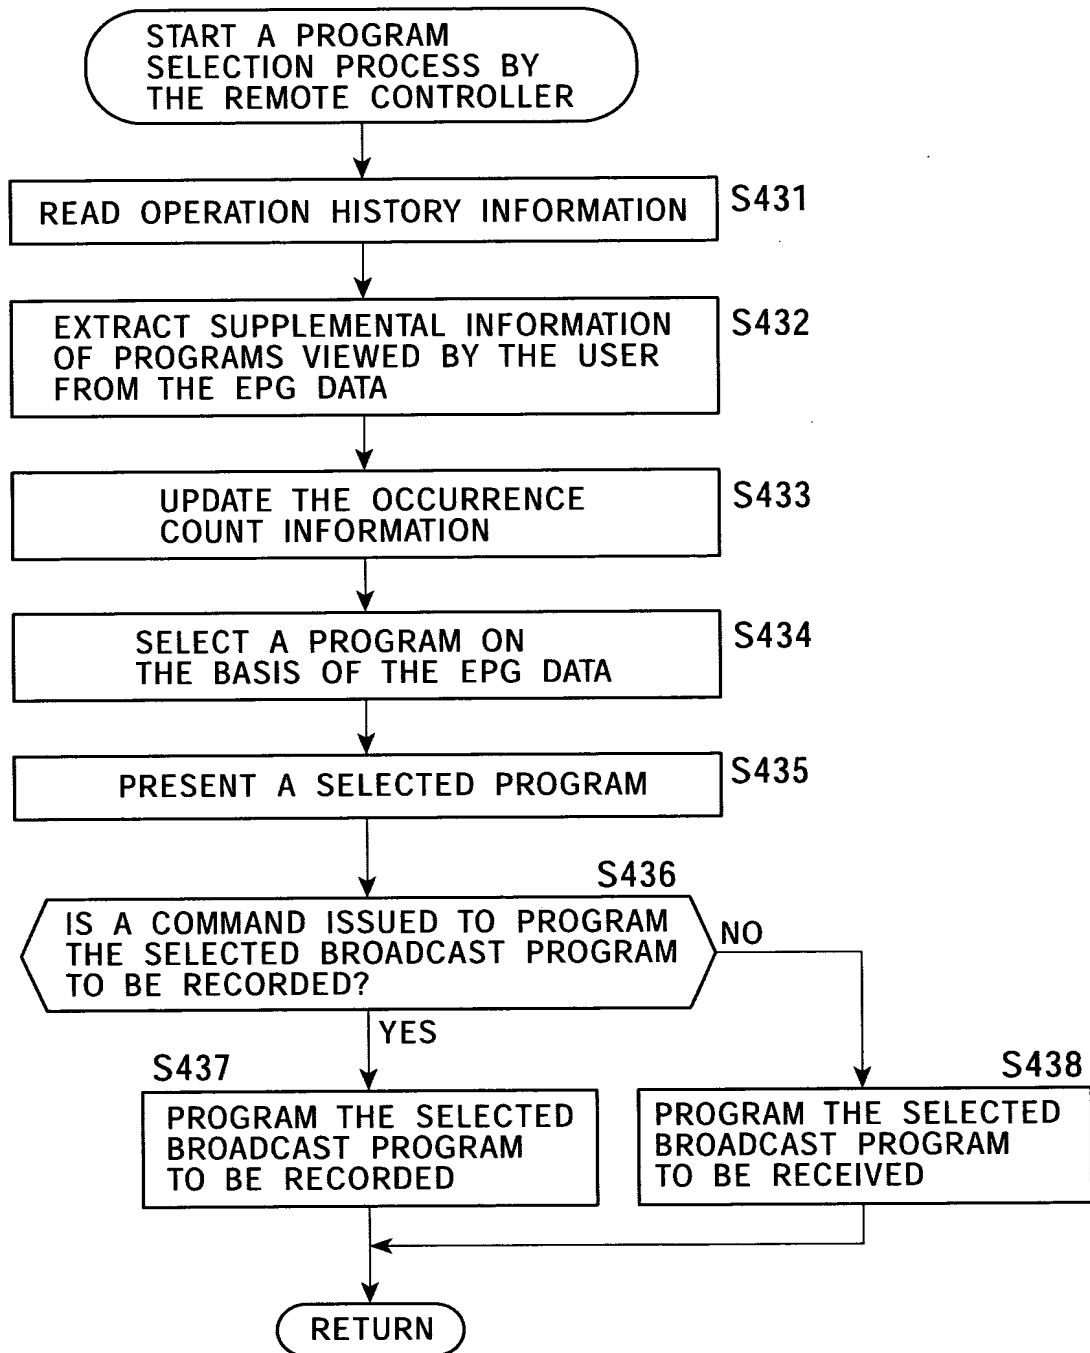 START A PROGRAM
SELECTION PROCESS BY
THE REMOTE CONTROLLER
READ OPERATION HISTORY INFORMATION
S431
EXTRACT SUPPLEMENTAL INFORMATION
OF PROGRAMS VIEWED BY THE USER
FROM THE EPG DATA
S432
UPDATE THE OCCURRENCE
COUNT INFORMATION
S433
SELECT A PROGRAM ON
THE BASIS OF THE EPG DATA
S434
PRESENT A SELECTED PROGRAM
S435
S436
IS A COMMAND ISSUED TO PROGRAM
THE SELECTED BROADCAST PROGRAM
TO BE RECORDED?
NO
YES
S437
PROGRAM THE SELECTED
BROADCAST PROGRAM
TO BE RECORDED
S438
PROGRAM THE SELECTED
BROADCAST PROGRAM
TO BE RECEIVED
RETURN